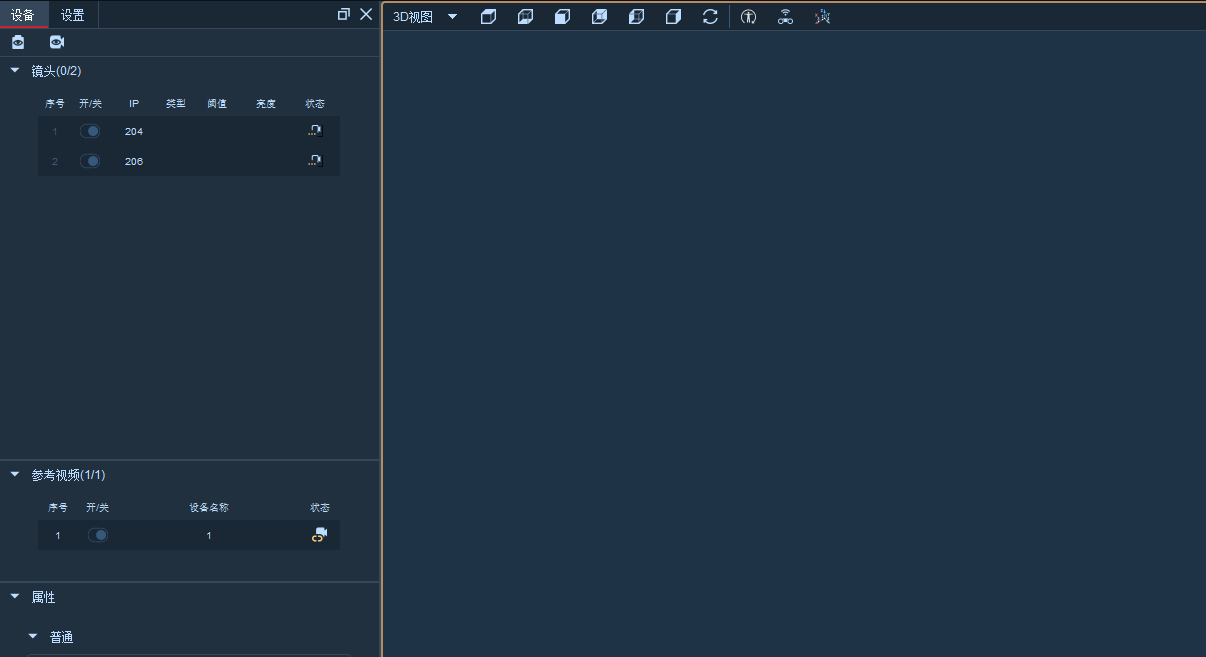 设备 设置
3D视图
镜头(0/2)
序号 开/关 IP 类型 阈值 亮度 状态
1 204
2 206
参考视频(1/1)
序号 开/关 设备名称 状态
1 1
属性
普通